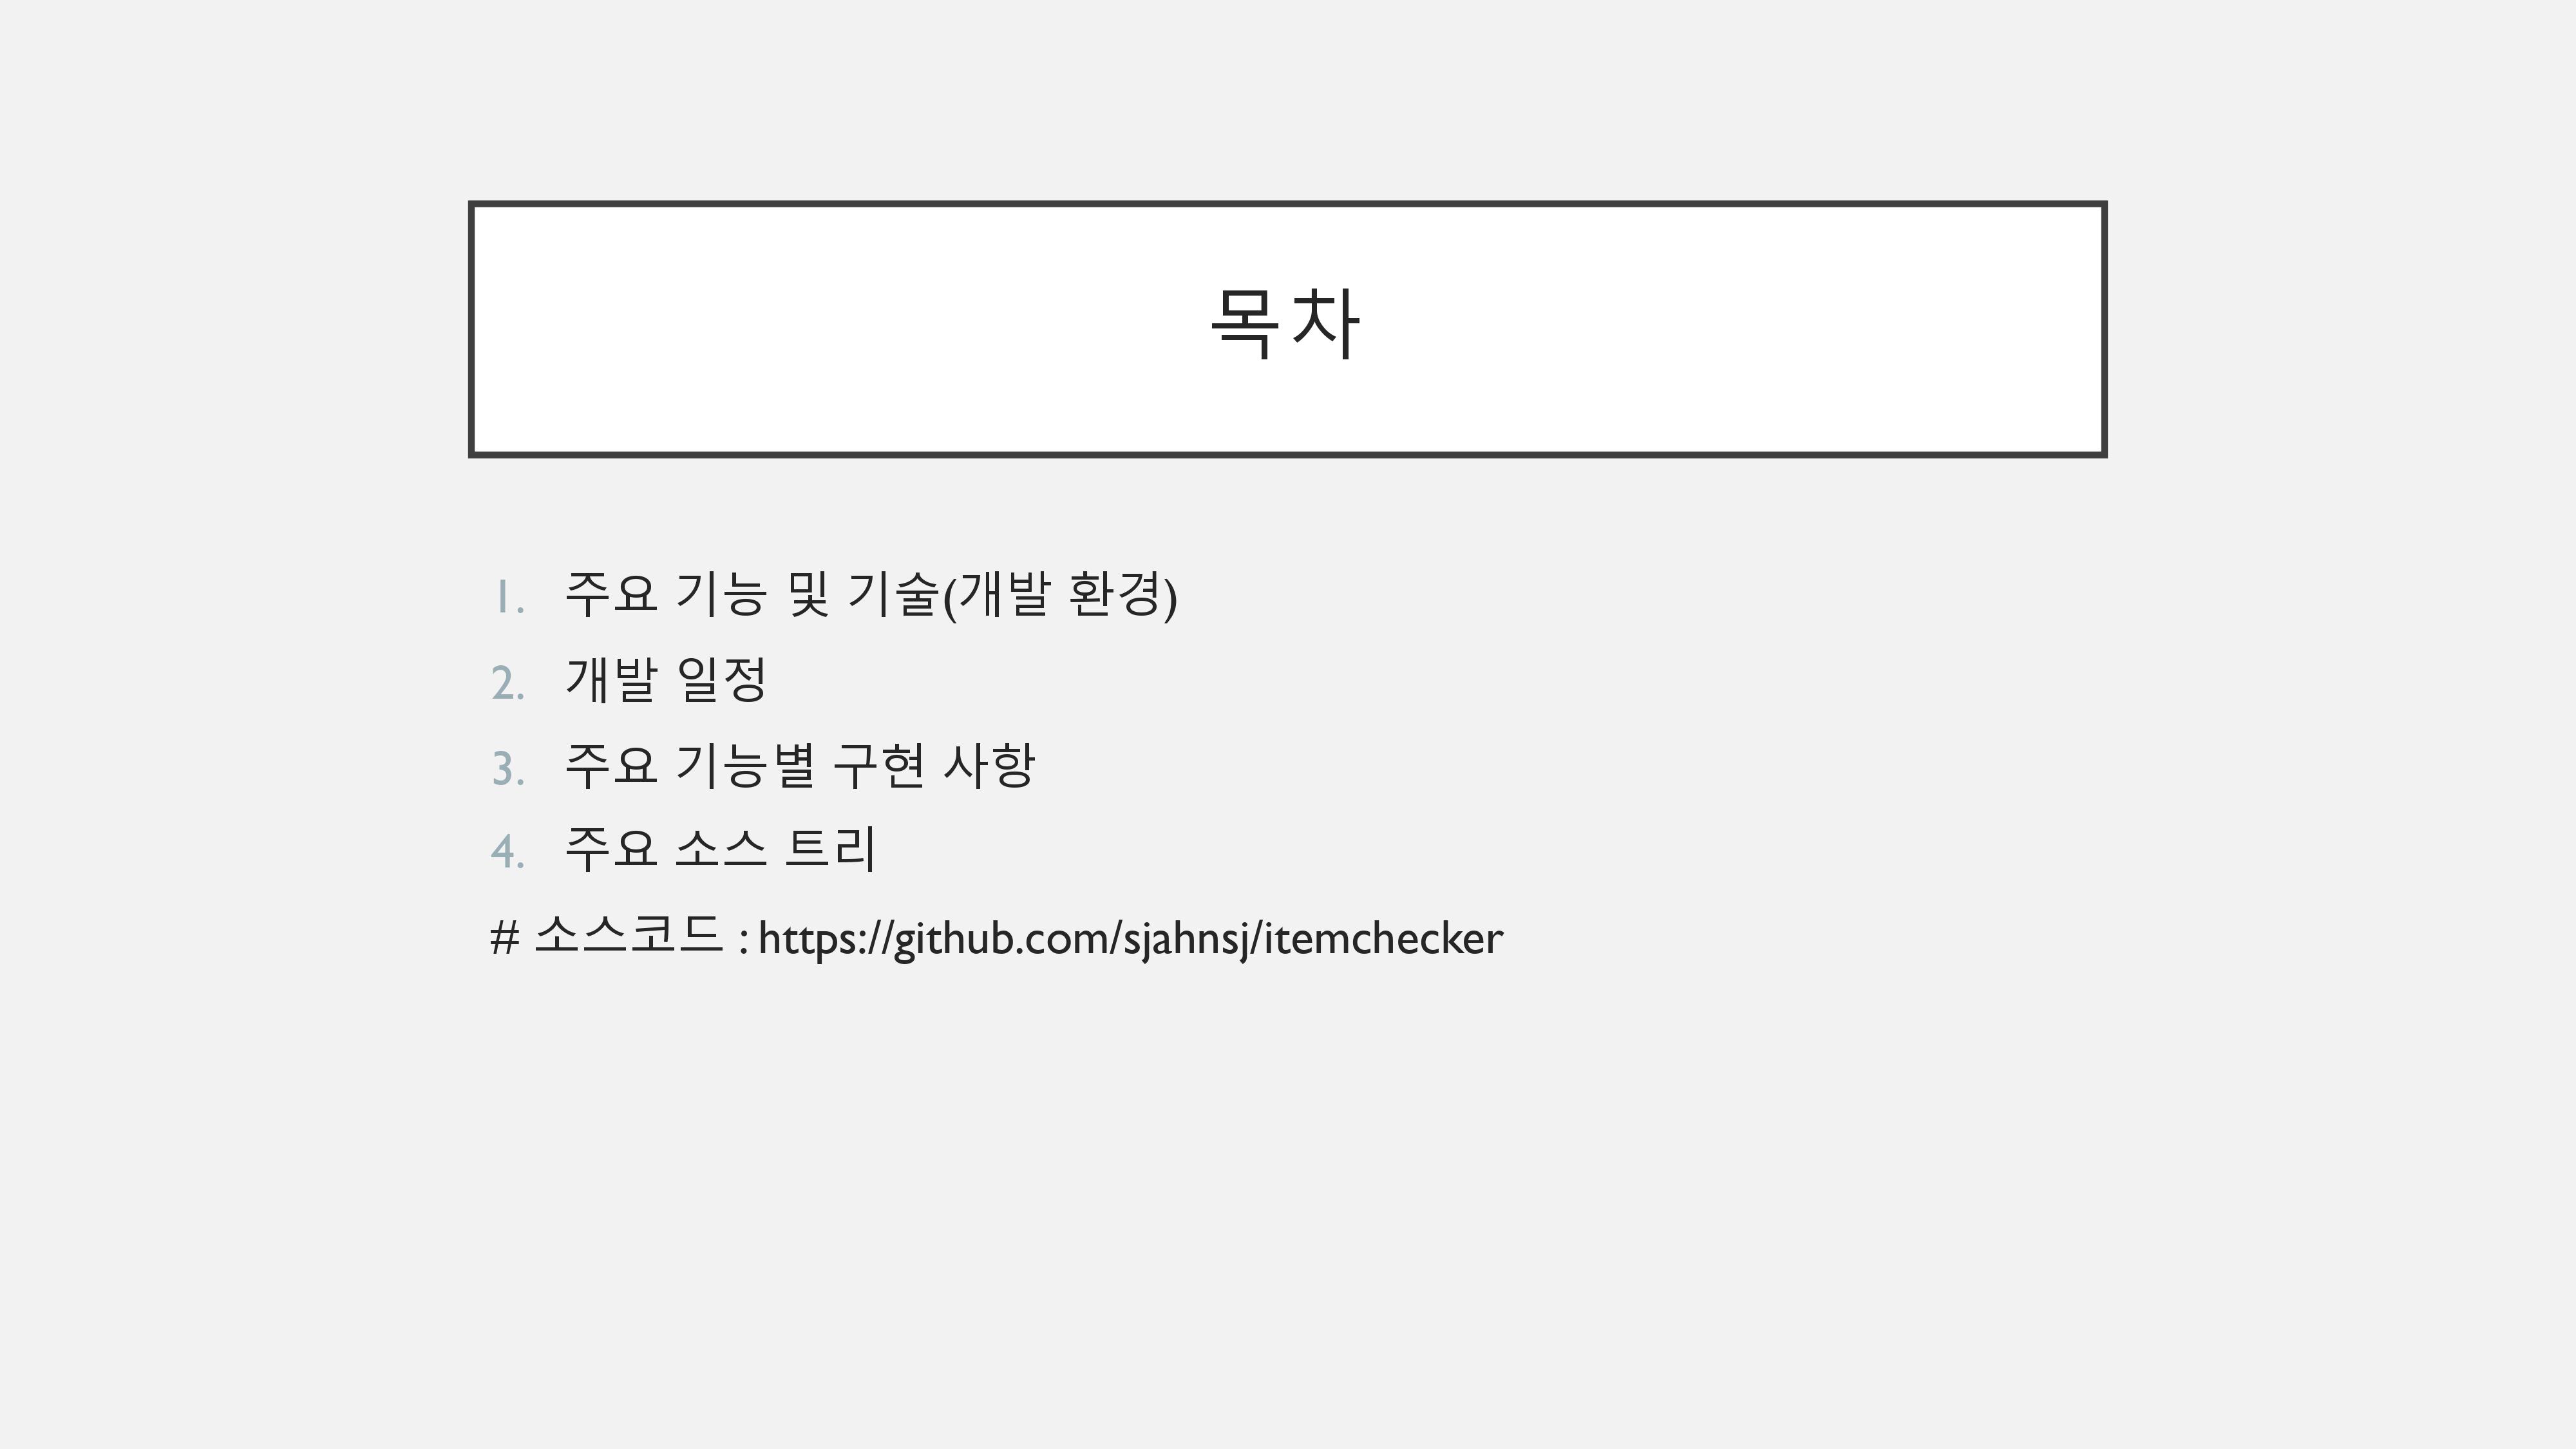 목차
1. 주요 기능 및 기술(개발 환경)
2. 개발 일정
3. 주요 기능별 구현 사항
4. 주요 소스 트리
# 소스코드 : https://github.com/sjahnsj/itemchecker